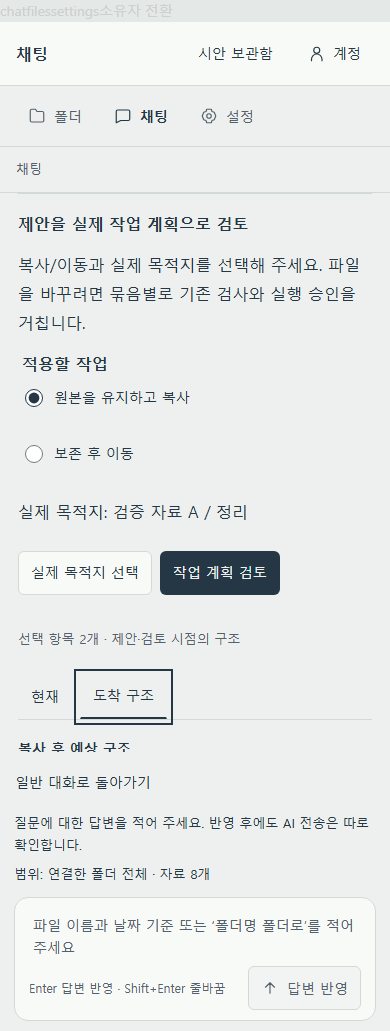 chatfilessettings소유자 전환
채팅 시안 보관함 계정
폴더 채팅 설정
채팅
제안을 실제 작업 계획으로 검토
복사/이동과 실제 목적지를 선택해 주세요. 파일
을 바꾸려면 묶음별로 기존 검사와 실행 승인을
거칩니다.
적용할 작업
원본을 유지하고 복사
보존 후 이동
실제 목적지: 검증 자료 A / 정리
실제 목적지 선택 작업 계획 검토
선택 항목 2개 · 제안·검토 시점의 구조
현재 도착 구조
복사 후 예상 구조
일반 대화로 돌아가기
질문에 대한 답변을 적어 주세요. 반영 후에도 AI 전송은 따로
확인합니다.
범위: 연결한 폴더 전체 · 자료 8개
파일 이름과 날짜 기준 또는 ‘폴더명 폴더로’를 적어
주세요
Enter 답변 반영 · Shift+Enter 줄바꿈 답변 반영